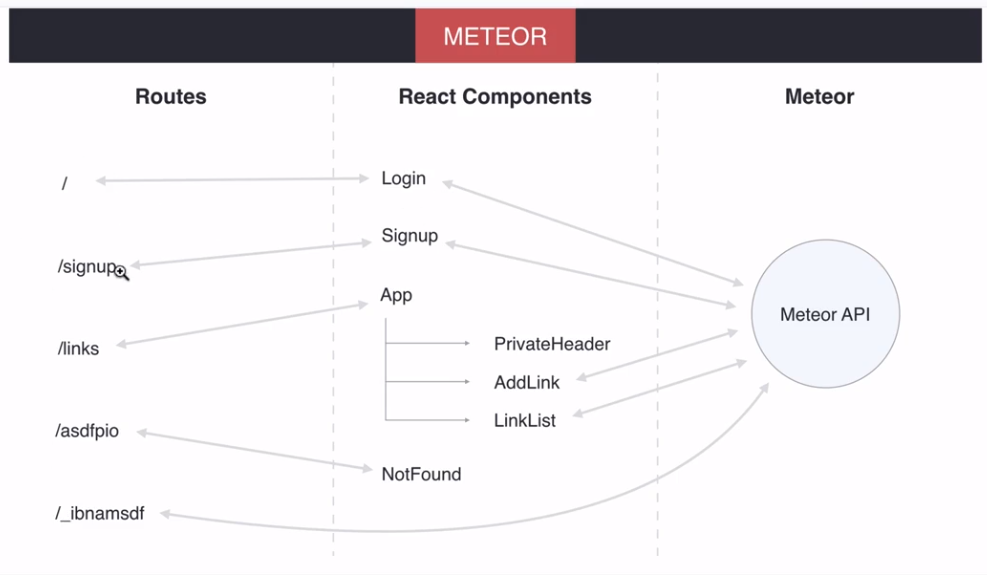 METEOR
Routes
React Components
Meteor
/
Login
/signup
Signup
/links
App
PrivateHeader
AddLink
LinkList
Meteor API
/asdfpio
NotFound
/_ibnamsdf